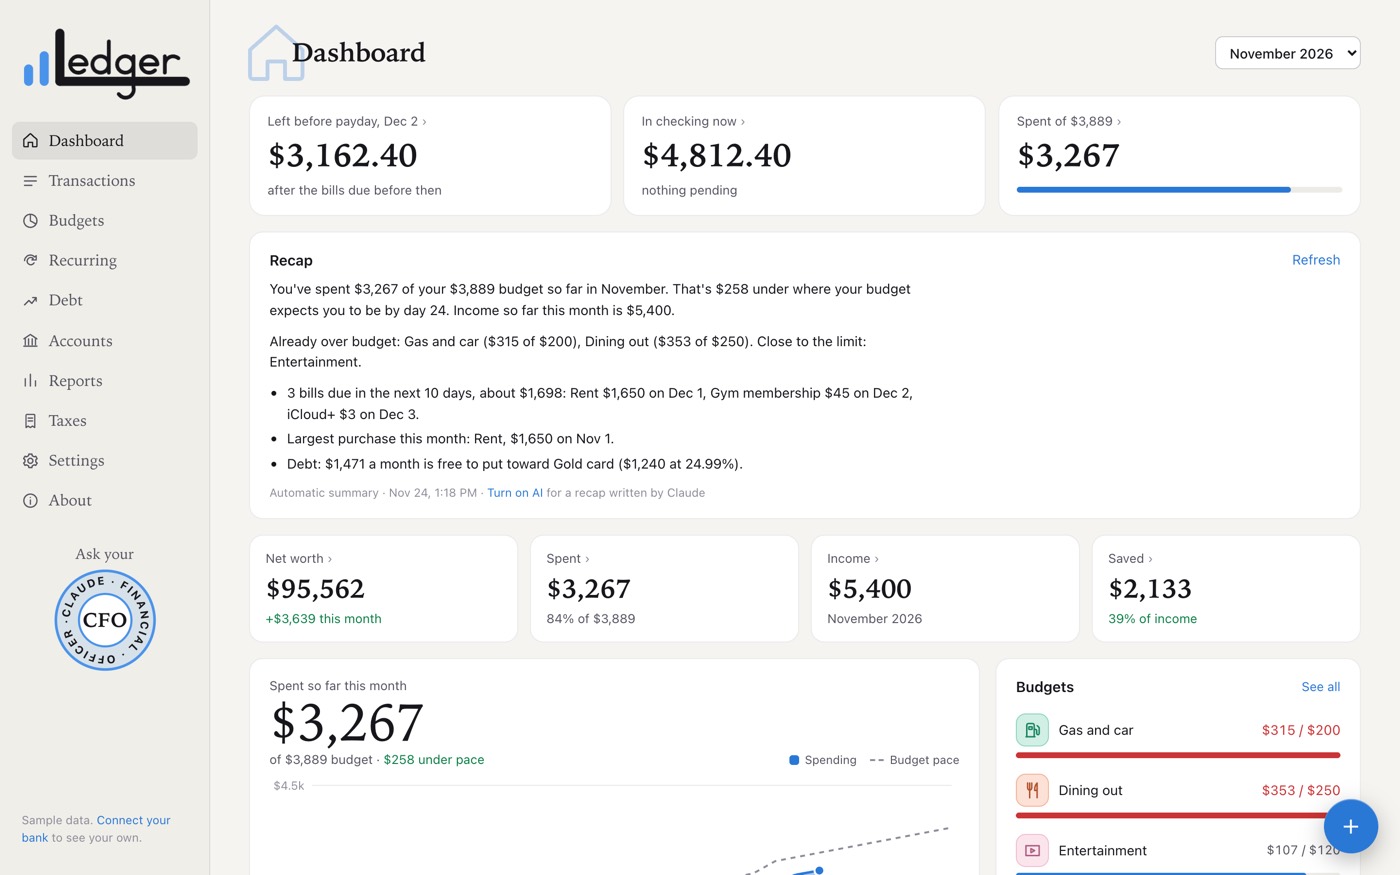 Ledger
Dashboard
Transactions
Budgets
Recurring
Debt
Accounts
Reports
Taxes
Settings
About
Ask your
CLAUDE · FINANCIAL · OFFICER ·
CFO
Sample data. Connect your
bank to see your own.
Dashboard
November 2026
Left before payday, Dec 2 ›
$3,162.40
after the bills due before then
In checking now ›
$4,812.40
nothing pending
Spent of $3,889 ›
$3,267
Recap
Refresh
You've spent $3,267 of your $3,889 budget so far in November. That's $258 under where your budget
expects you to be by day 24. Income so far this month is $5,400.
Already over budget: Gas and car ($315 of $200), Dining out ($353 of $250). Close to the limit:
Entertainment.
• 3 bills due in the next 10 days, about $1,698: Rent $1,650 on Dec 1, Gym membership $45 on Dec 2,
iCloud+ $3 on Dec 3.
• Largest purchase this month: Rent, $1,650 on Nov 1.
• Debt: $1,471 a month is free to put toward Gold card ($1,240 at 24.99%).
Automatic summary · Nov 24, 1:18 PM · Turn on AI for a recap written by Claude
Net worth ›
$95,562
+$3,639 this month
Spent ›
$3,267
84% of $3,889
Income ›
$5,400
November 2026
Saved ›
$2,133
39% of income
Spent so far this month
$3,267
of $3,889 budget · $258 under pace
Spending
Budget pace
$4.5k
Budgets
See all
Gas and car
$315 / $200
Dining out
$353 / $250
Entertainment
$107 / $120